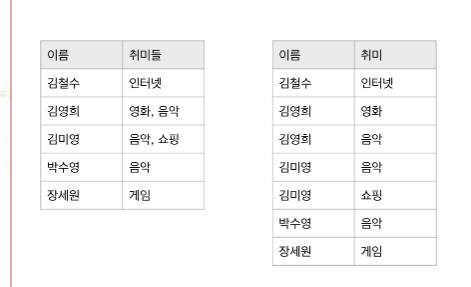 이름 취미들
김철수 인터넷
김영희 영화, 음악
김미영 음악, 쇼핑
박수영 음악
장세원 게임
이름 취미
김철수 인터넷
김영희 영화
김영희 음악
김미영 음악
김미영 쇼핑
박수영 음악
장세원 게임